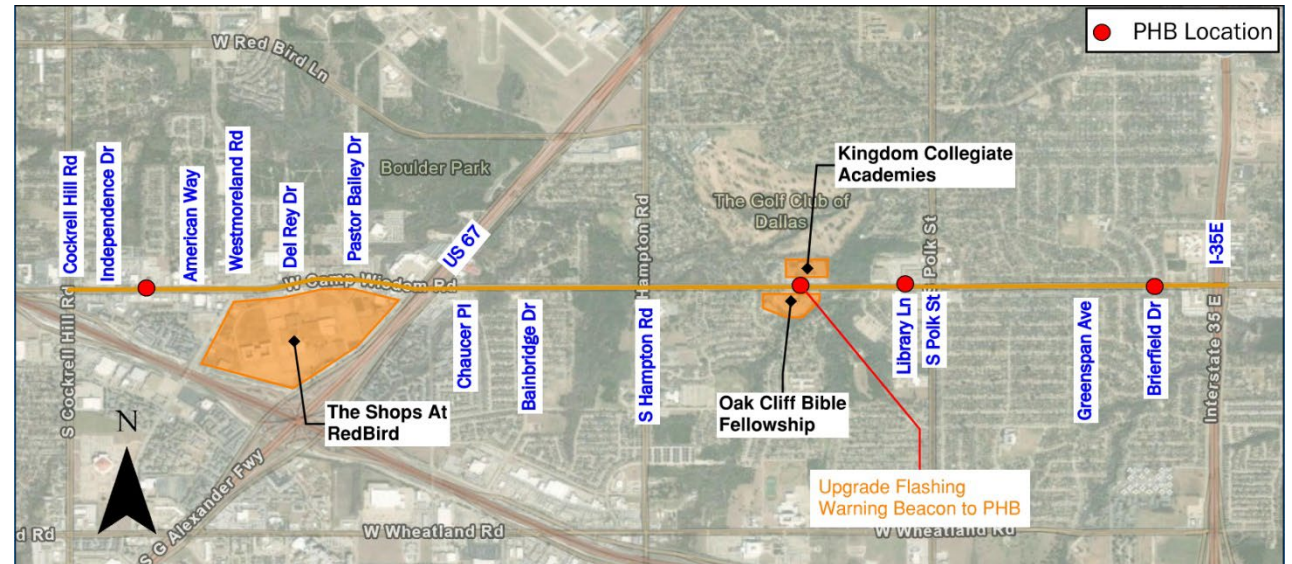 PHB Location
W Red Bird Ln
Boulder Park
Kingdom Collegiate
Academies
The Golf Club of
Dallas
Cockrell Hill Rd
Independence Dr
American Way
Westmoreland Rd
Del Rey Dr
Pastor Bailey Dr
US 67
Hampton Rd
Polk St
I-35E
W Camp Wisdom Rd
S Cockrell Hill Rd
Chaucer Pl
Bainbridge Dr
S Hampton Rd
Library Ln
S Polk St
Greenspan Ave
Brierfield Dr
Interstate 35 E
The Shops At
RedBird
Oak Cliff Bible
Fellowship
N
S G Alexander Fwy
Upgrade Flashing
Warning Beacon to PHB
d Rd
W Wheatland Rd
W Wheatland Rd